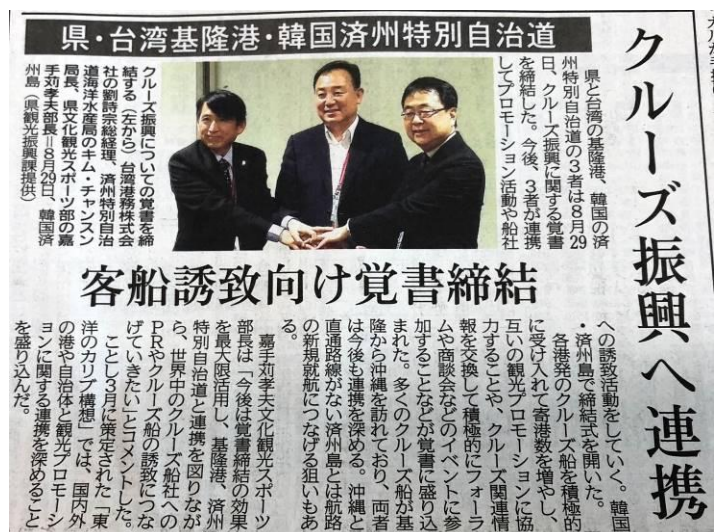 県・台湾基隆港・韓国済州特別自治道
クルーズ振興へ連携
客船誘致向け覚書締結
県と台湾の基隆港、韓国の済
州特別自治道の3者は8月29
日、クルーズ振興に関する覚書
を締結した。今後、3者が連携
してプロモーション活動や船社
への誘致活動をしていく。韓国
・済州島で締結式を開いた。
各港発のクルーズ船を積極的
に受け入れて寄港数を増やし、
互いの観光プロモーションに協
力することや、クルーズ関連情
報を交換して積極的にフォーラ
ムや商談会などのイベントに参
加することなどが覚書に盛り込
まれた。多くのクルーズ船が基
隆から沖縄を訪れており、両者
は今後も連携を深める。沖縄と
直通路線がない済州島とは航路
の新規就航につなげる狙いもあ
る。
嘉手苅孝夫文化観光スポーツ
部長は「今後は覚書締結の効果
を最大限活用し、基隆港、済州
特別自治道と連携を図りなが
ら、世界中のクルーズ船社への
PRやクルーズ船の誘致につな
げていきたい」とコメントした。
ことし3月に策定された「東
洋のカリブ構想」では、国内外
の港や自治体と観光プロモーシ
ョンに関する連携を深めること
を盛り込んだ。
クルーズ振興についての覚書を締
結する（左から）台湾港務株式会
社の劉詩宗総経理、済州特別自治
道海洋水産局のキム・チャンスン
局長、県文化観光スポーツ部の嘉
手苅孝夫部長＝8月29日、韓国済
州島（県観光振興課提供）